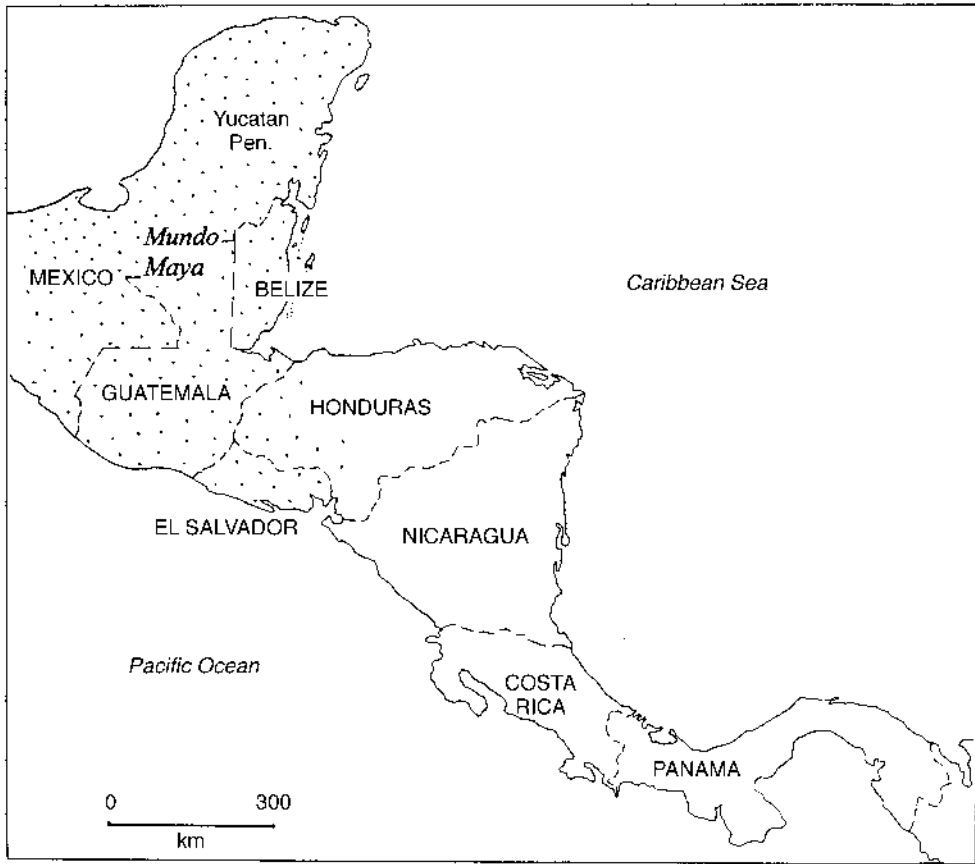 Yucatan
Pen.
Mundo
Maya
MEXICO
BELIZE
Caribbean Sea
GUATEMALA
HONDURAS
EL SALVADOR
NICARAGUA
Pacific Ocean
COSTA
RICA
PANAMA
0 300
km